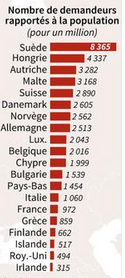 Nombre de demandeurs
rapportés à la population
(pour un million)
Suède 8 365
Hongrie 4 337
Autriche 3 282
Malte 3 168
Suisse 2 890
Danemark 2 605
Norvège 2 562
Allemagne 2 513
Lux. 2 043
Belgique 2 016
Chypre 1 999
Bulgarie 1 539
Pays-Bas 1 454
Italie 1 060
France 972
Grèce 859
Finlande 662
Islande 517
Roy.-Uni 494
Irlande 315